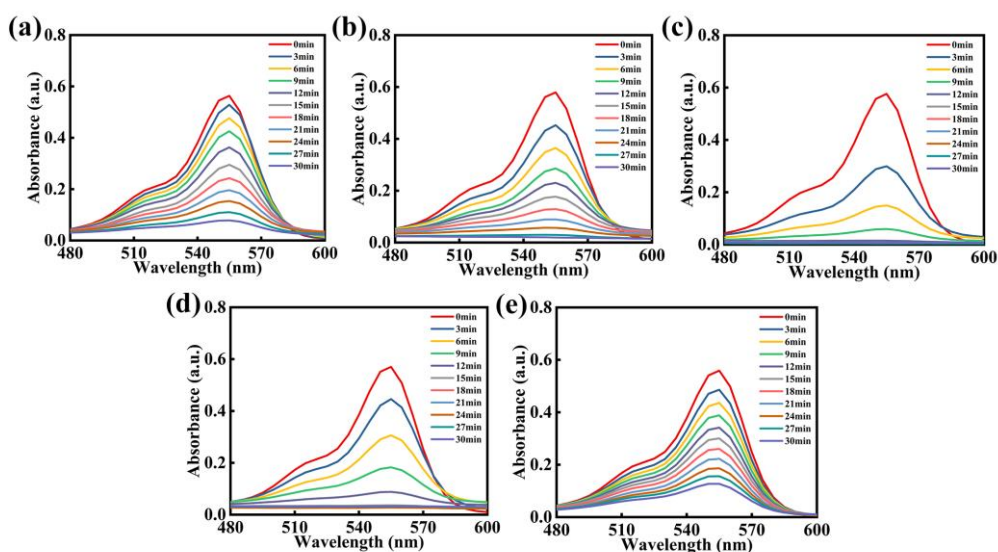 (a)
0.8
0.6
0.4
0.2
0.0
480 510 540 570 600
Absorbance (a.u.)
Wavelength (nm)
0min
3min
6min
9min
12min
15min
18min
21min
24min
27min
30min
(b)
0.8
0.6
0.4
0.2
0.0
480 510 540 570 600
Absorbance (a.u.)
Wavelength (nm)
0min
3min
6min
9min
12min
15min
18min
21min
24min
27min
30min
(c)
0.8
0.6
0.4
0.2
0.0
480 510 540 570 600
Absorbance (a.u.)
Wavelength (nm)
0min
3min
6min
9min
12min
15min
18min
21min
24min
27min
30min
(d)
0.8
0.6
0.4
0.2
0.0
480 510 540 570 600
Absorbance (a.u.)
Wavelength (nm)
0min
3min
6min
9min
12min
15min
18min
21min
24min
27min
30min
(e)
0.8
0.6
0.4
0.2
0.0
480 510 540 570 600
Absorbance (a.u.)
Wavelength (nm)
0min
3min
6min
9min
12min
15min
18min
21min
24min
27min
30min